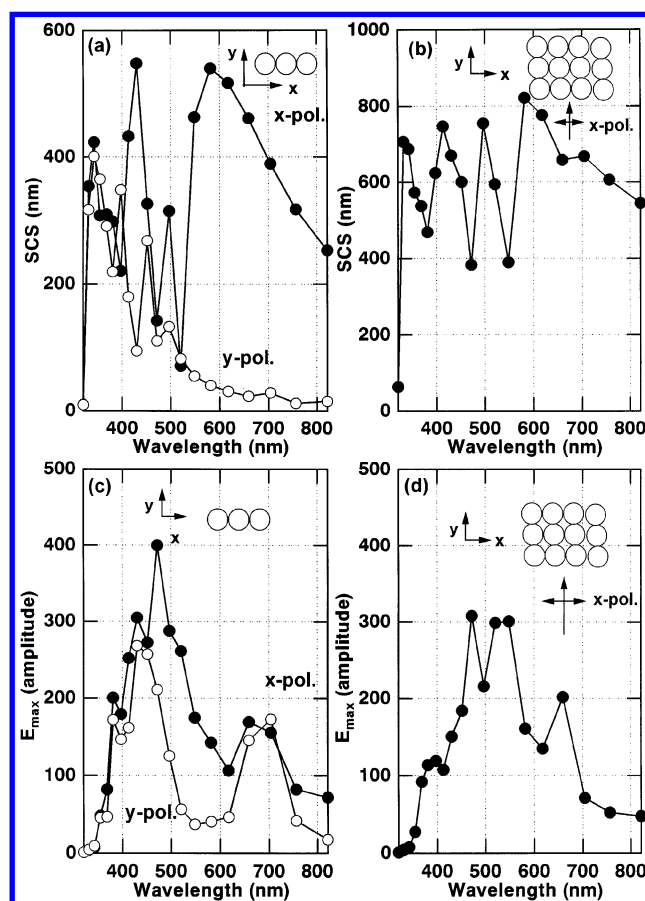 (a)
y
x
x-pol.
y-pol.
600
400
200
0
SCS (nm)
400 500 600 700 800
Wavelength (nm)
(b)
y
x
x-pol.
1000
800
600
400
200
0
SCS (nm)
400 500 600 700 800
Wavelength (nm)
(c)
y
x
x-pol.
y-pol.
500
400
300
200
100
0
Emax (amplitude)
400 500 600 700 800
Wavelength (nm)
(d)
y
x
x-pol.
500
400
300
200
100
0
Emax (amplitude)
400 500 600 700 800
Wavelength (nm)